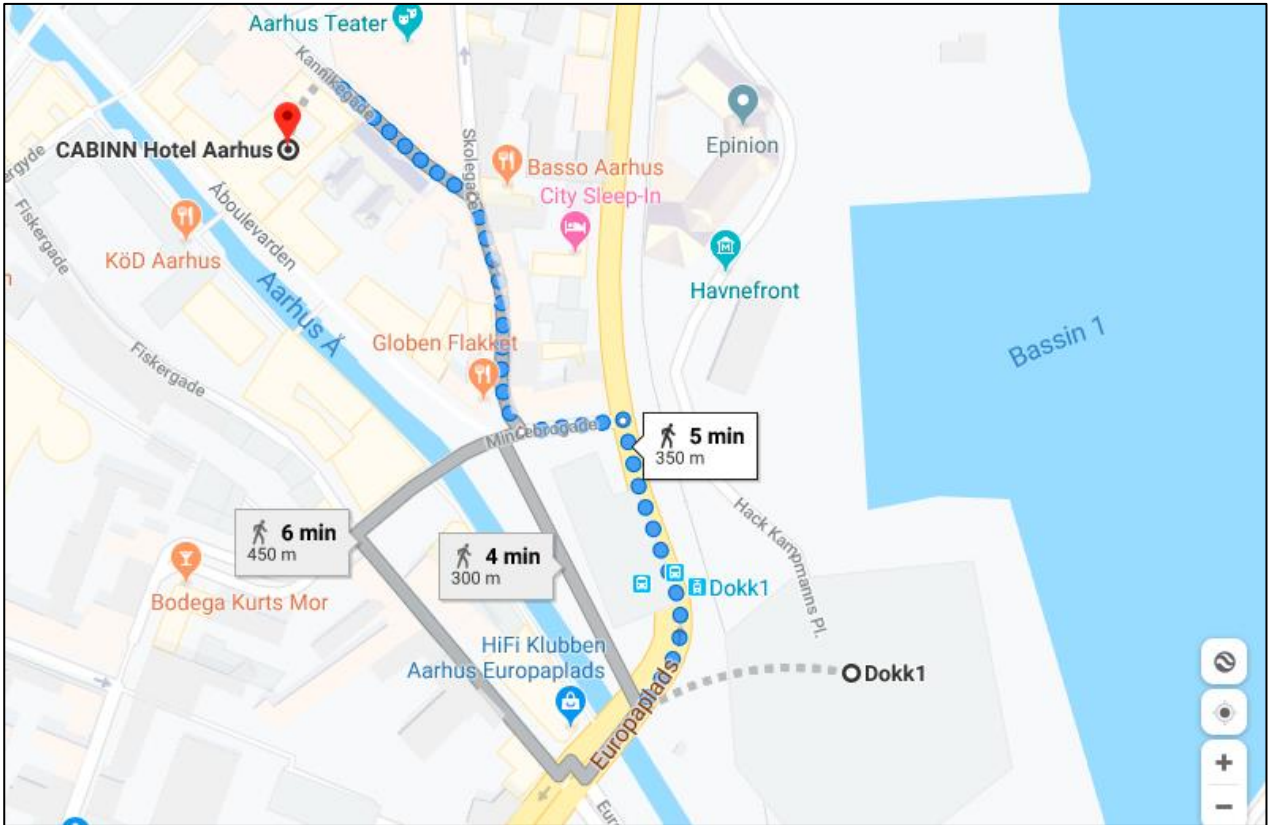 Aarhus Teater
Kannikegade
CABINN Hotel Aarhus
Skolegade
Basso Aarhus
City Sleep-In
Epinion
Fiskergade
Åboulevarden
KöD Aarhus
Havnefront
Aarhus Å
Globen Flakket
Bassin 1
Fiskergade
Mindebrogade
5 min
350 m
6 min
450 m
4 min
300 m
Hack Kampmanns Pl.
Dokk1
Bodega Kurts Mor
HiFi Klubben
Aarhus Europaplads
Europaplads
Dokk1